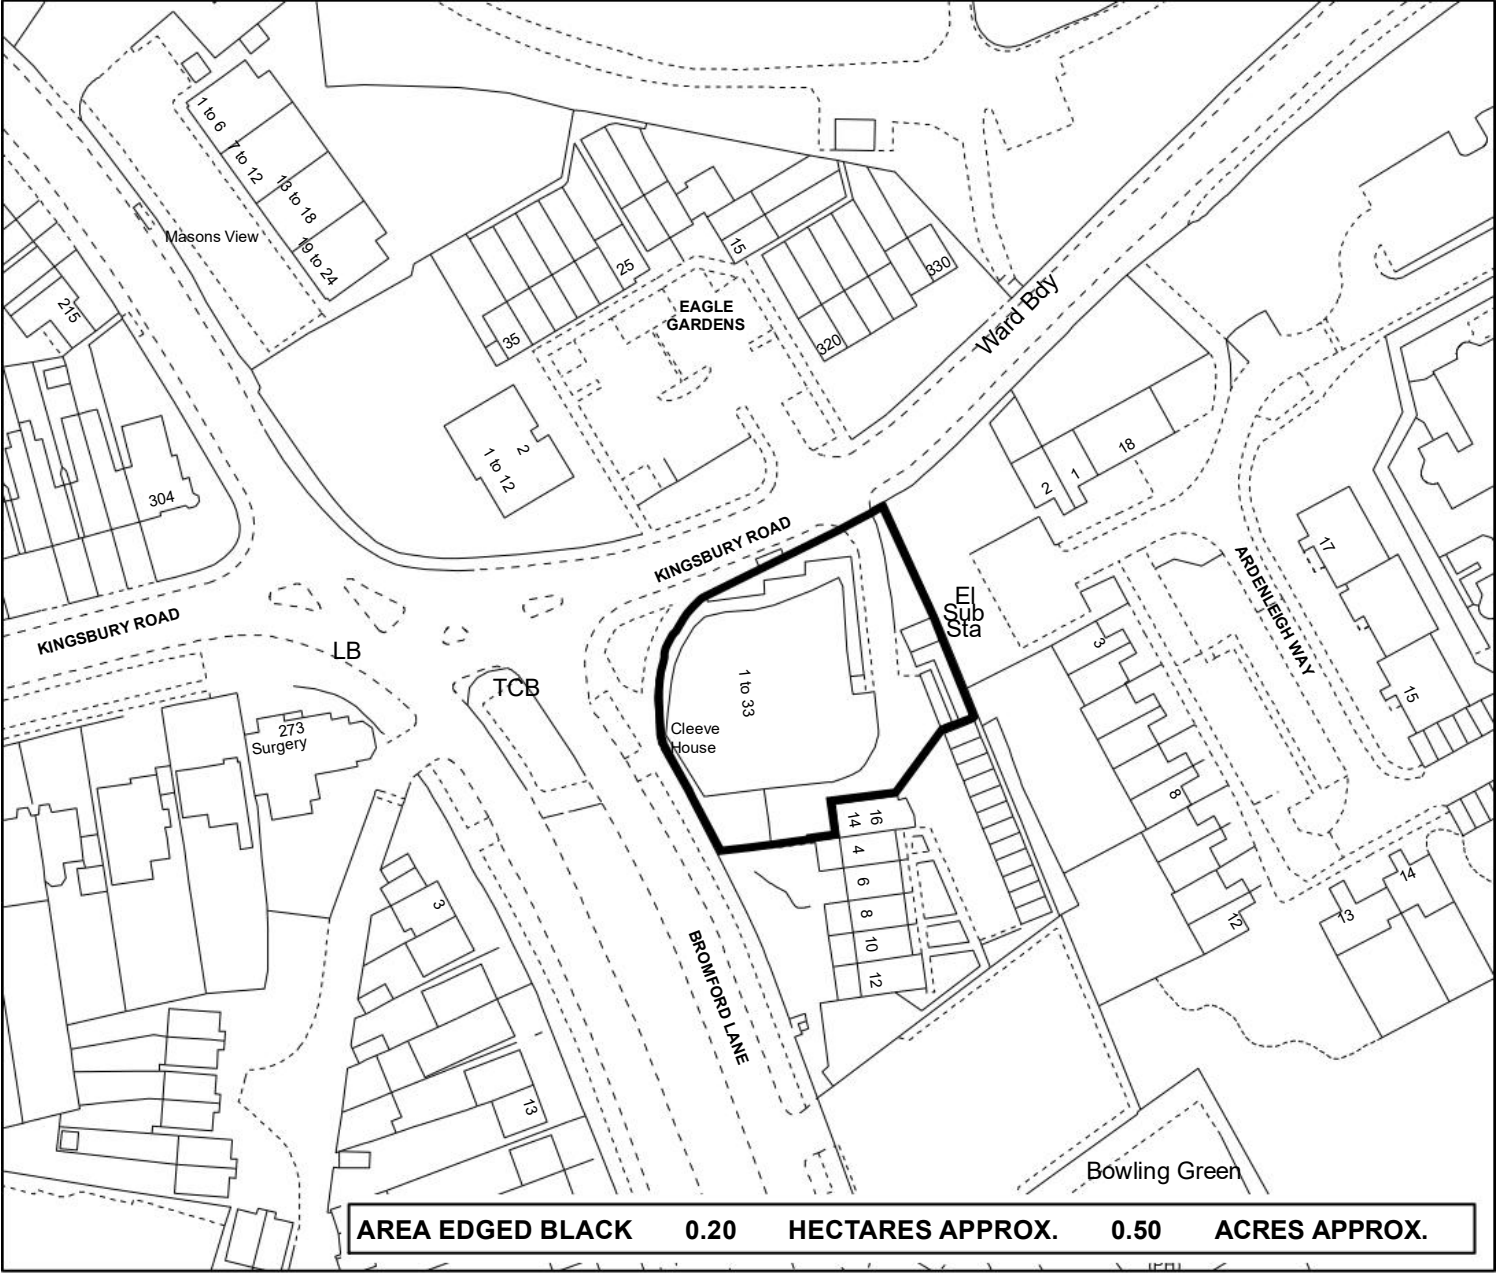 1 to 6
7 to 12
13 to 18
19 to 24
Masons View
215
25
35
15
EAGLE
GARDENS
330
320
Ward Bdy
2
1 to 12
304
18
1
2
17
KINGSBURY ROAD
El
Sub
Sta
ARDENLEIGH WAY
KINGSBURY ROAD
LB
TCB
3
1 to 33
15
273
Surgery
Cleeve
House
8
16
14
4
6
8
10
12
3
12
14
13
BROMFORD LANE
13
Bowling Green
AREA EDGED BLACK 0.20 HECTARES APPROX. 0.50 ACRES APPROX.